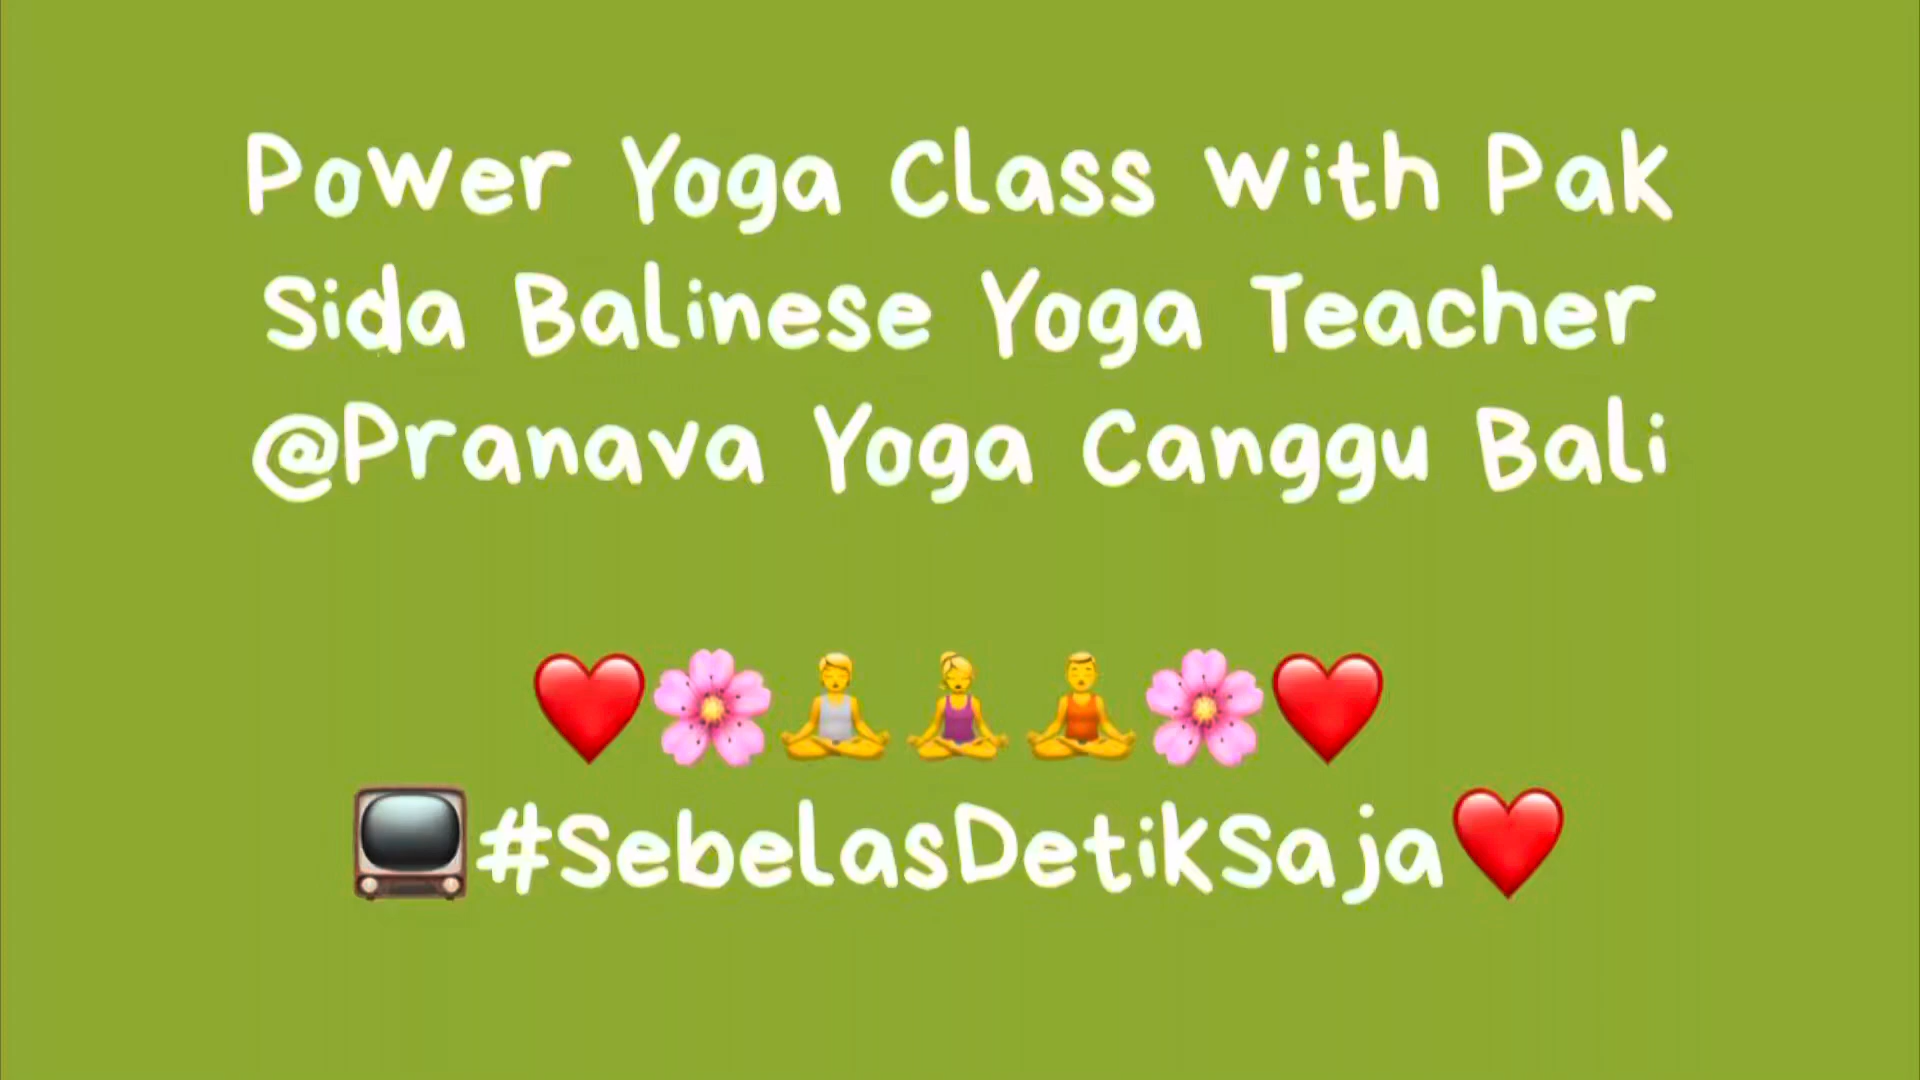 Power Yoga Class with Pak
Sida Balinese Yoga Teacher
@Pranava Yoga Canggu Bali
❤️🌸🧘🧘‍♀️🧘‍♂️🌸❤️
📺#SebelasDetikSaja❤️